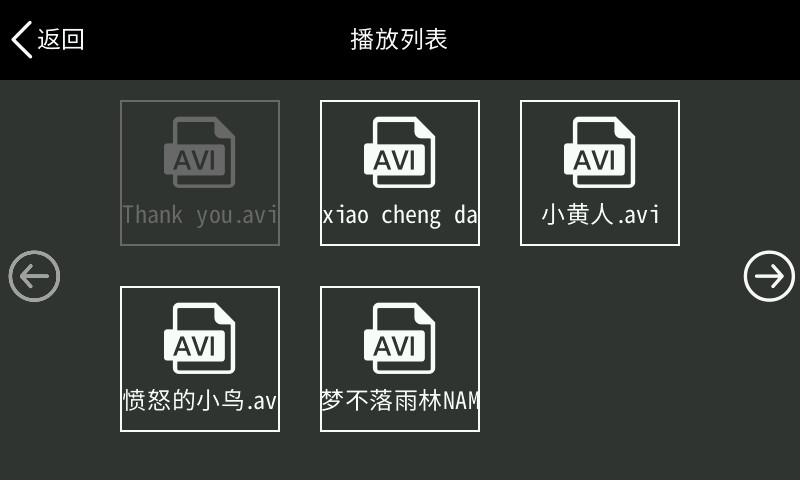 返回
播放列表
AVI
Thank you.avi
AVI
xiao cheng da
AVI
小黄人.avi
AVI
愤怒的小鸟.av
AVI
梦不落雨林NAM